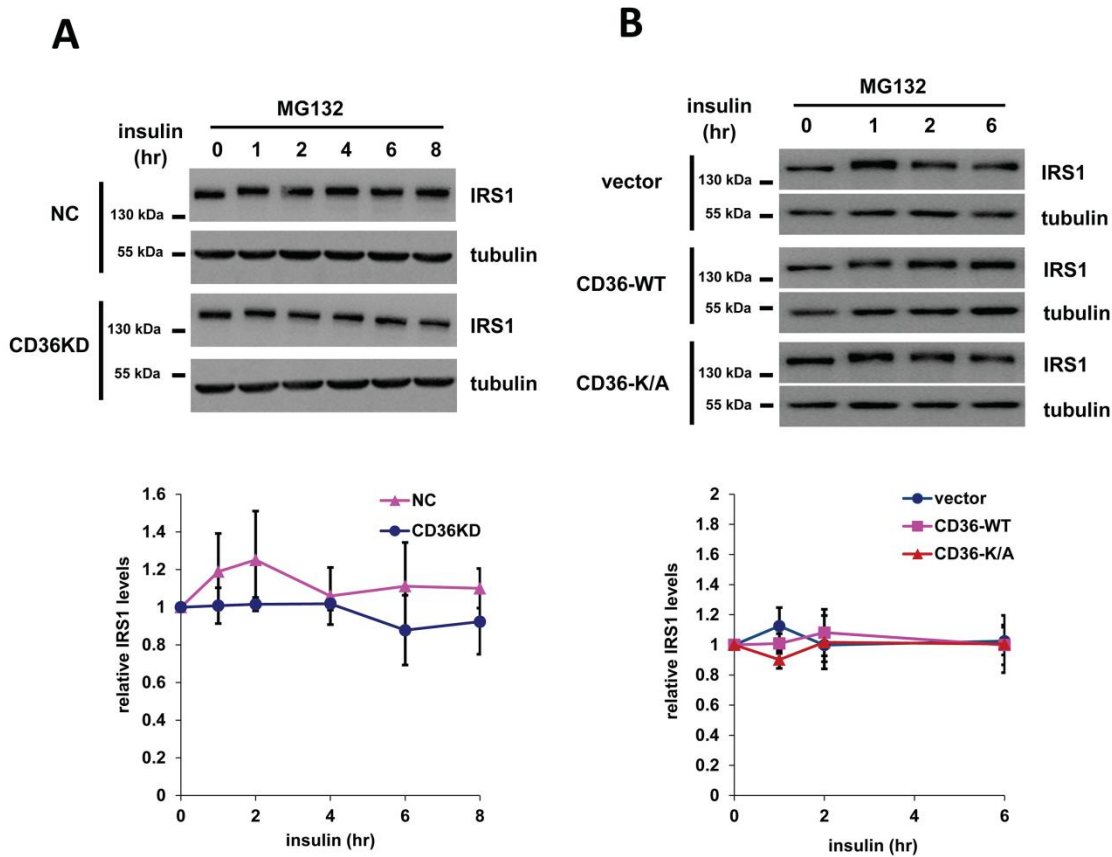 A
MG132
insulin
(hr)
0 1 2 4 6 8
NC
130 kDa
IRS1
55 kDa
tubulin
CD36KD
130 kDa
IRS1
55 kDa
tubulin
1.6
1.4
1.2
1
0.8
0.6
0.4
0.2
0
relative IRS1 levels
NC
CD36KD
0 2 4 6 8
insulin (hr)
B
MG132
insulin
(hr)
0 1 2 6
vector
130 kDa
IRS1
55 kDa
tubulin
CD36-WT
130 kDa
IRS1
55 kDa
tubulin
CD36-K/A
130 kDa
IRS1
55 kDa
tubulin
2
1.8
1.6
1.4
1.2
1
0.8
0.6
0.4
0.2
0
relative IRS1 levels
vector
CD36-WT
CD36-K/A
0 2 4 6
insulin (hr)